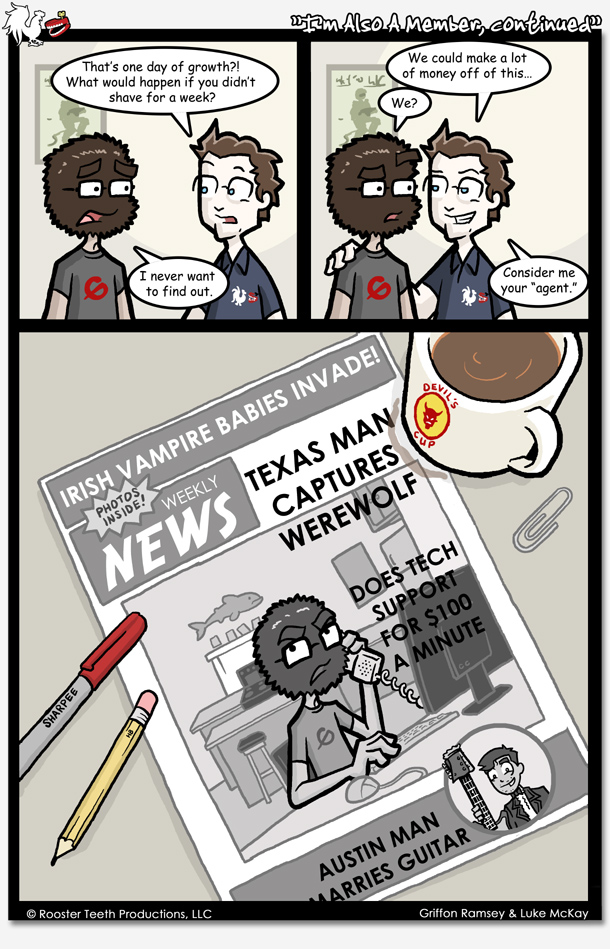 "I'm Also A Member, continued"
That's one day of growth?!
What would happen if you didn't
shave for a week?
I never want
to find out.
We could make a lot
of money off of this...
We?
Consider me
your "agent."
IRISH VAMPIRE BABIES INVADE!
PHOTOS
INSIDE!
WEEKLY
NEWS
TEXAS MAN
CAPTURES
WEREWOLF
DOES TECH
SUPPORT
FOR $100
A MINUTE
AUSTIN MAN
MARRIES GUITAR
DEVIL'S
CUP
SHARPEE
HB
© Rooster Teeth Productions, LLC
Griffon Ramsey & Luke McKay